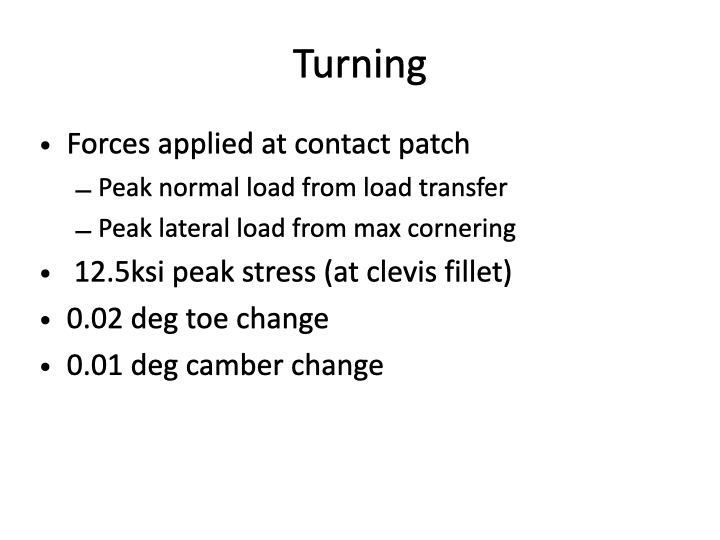 Turning
• Forces applied at contact patch
– Peak normal load from load transfer
– Peak lateral load from max cornering
• 12.5ksi peak stress (at clevis fillet)
• 0.02 deg toe change
• 0.01 deg camber change